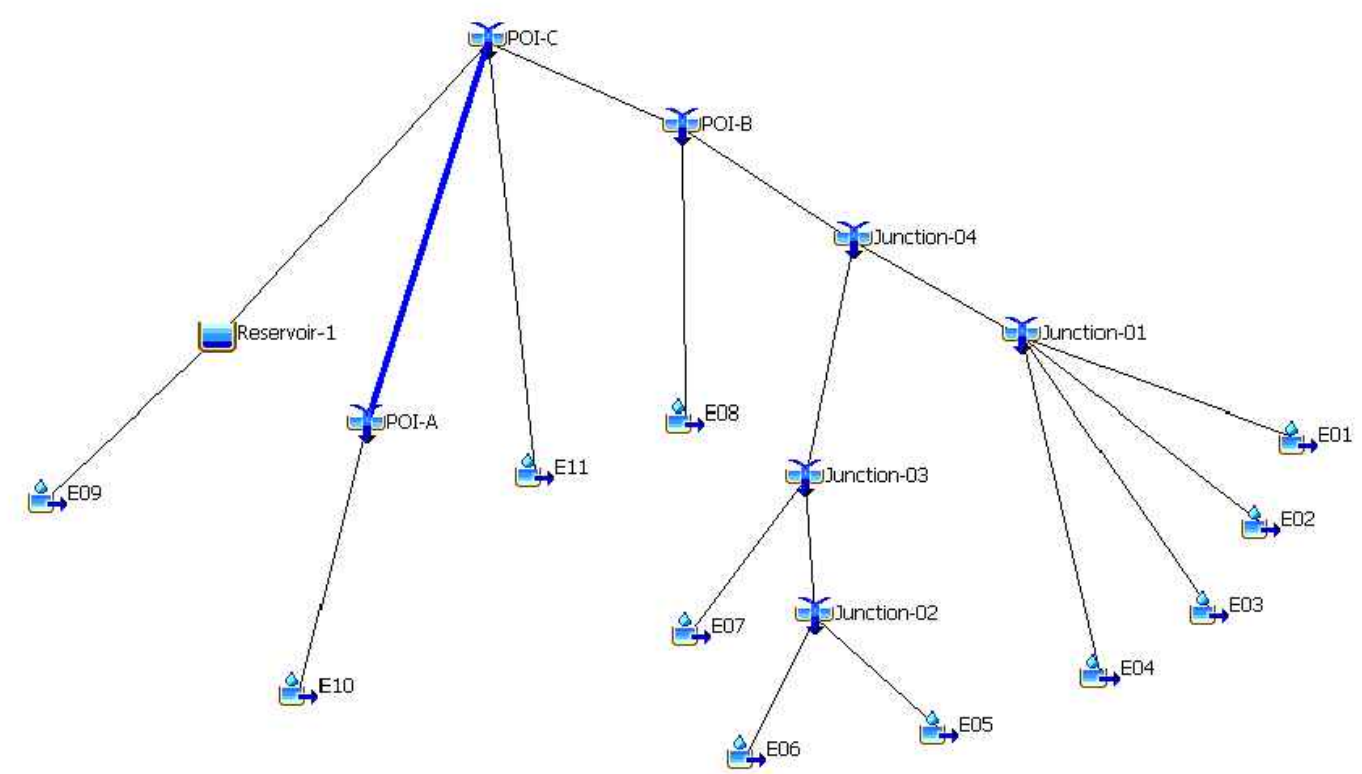 POI-C
POI-B
Junction-04
Reservoir-1
Junction-01
E08
POI-A
E01
E11
Junction-03
E09
E02
E03
Junction-02
E07
E04
E10
E05
E06